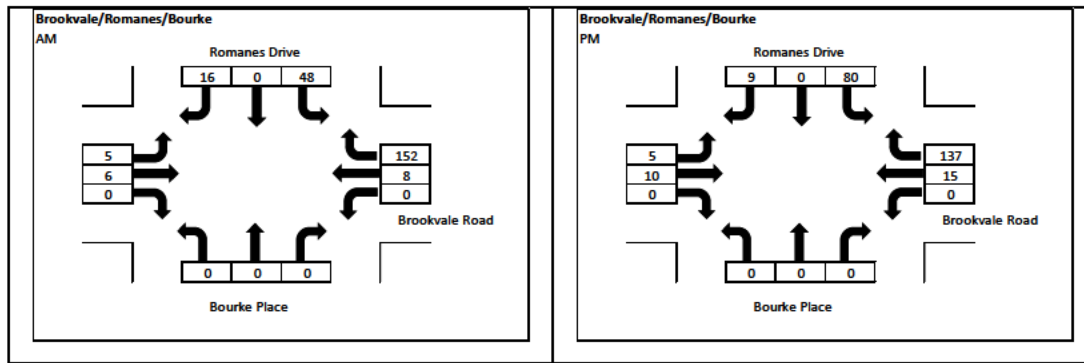 Brookvale/Romanes/Bourke
AM
Romanes Drive
16 0 48
5
6
0
152
8
0
Brookvale Road
0 0 0
Bourke Place
Brookvale/Romanes/Bourke
PM
Romanes Drive
9 0 80
5
10
0
137
15
0
Brookvale Road
0 0 0
Bourke Place